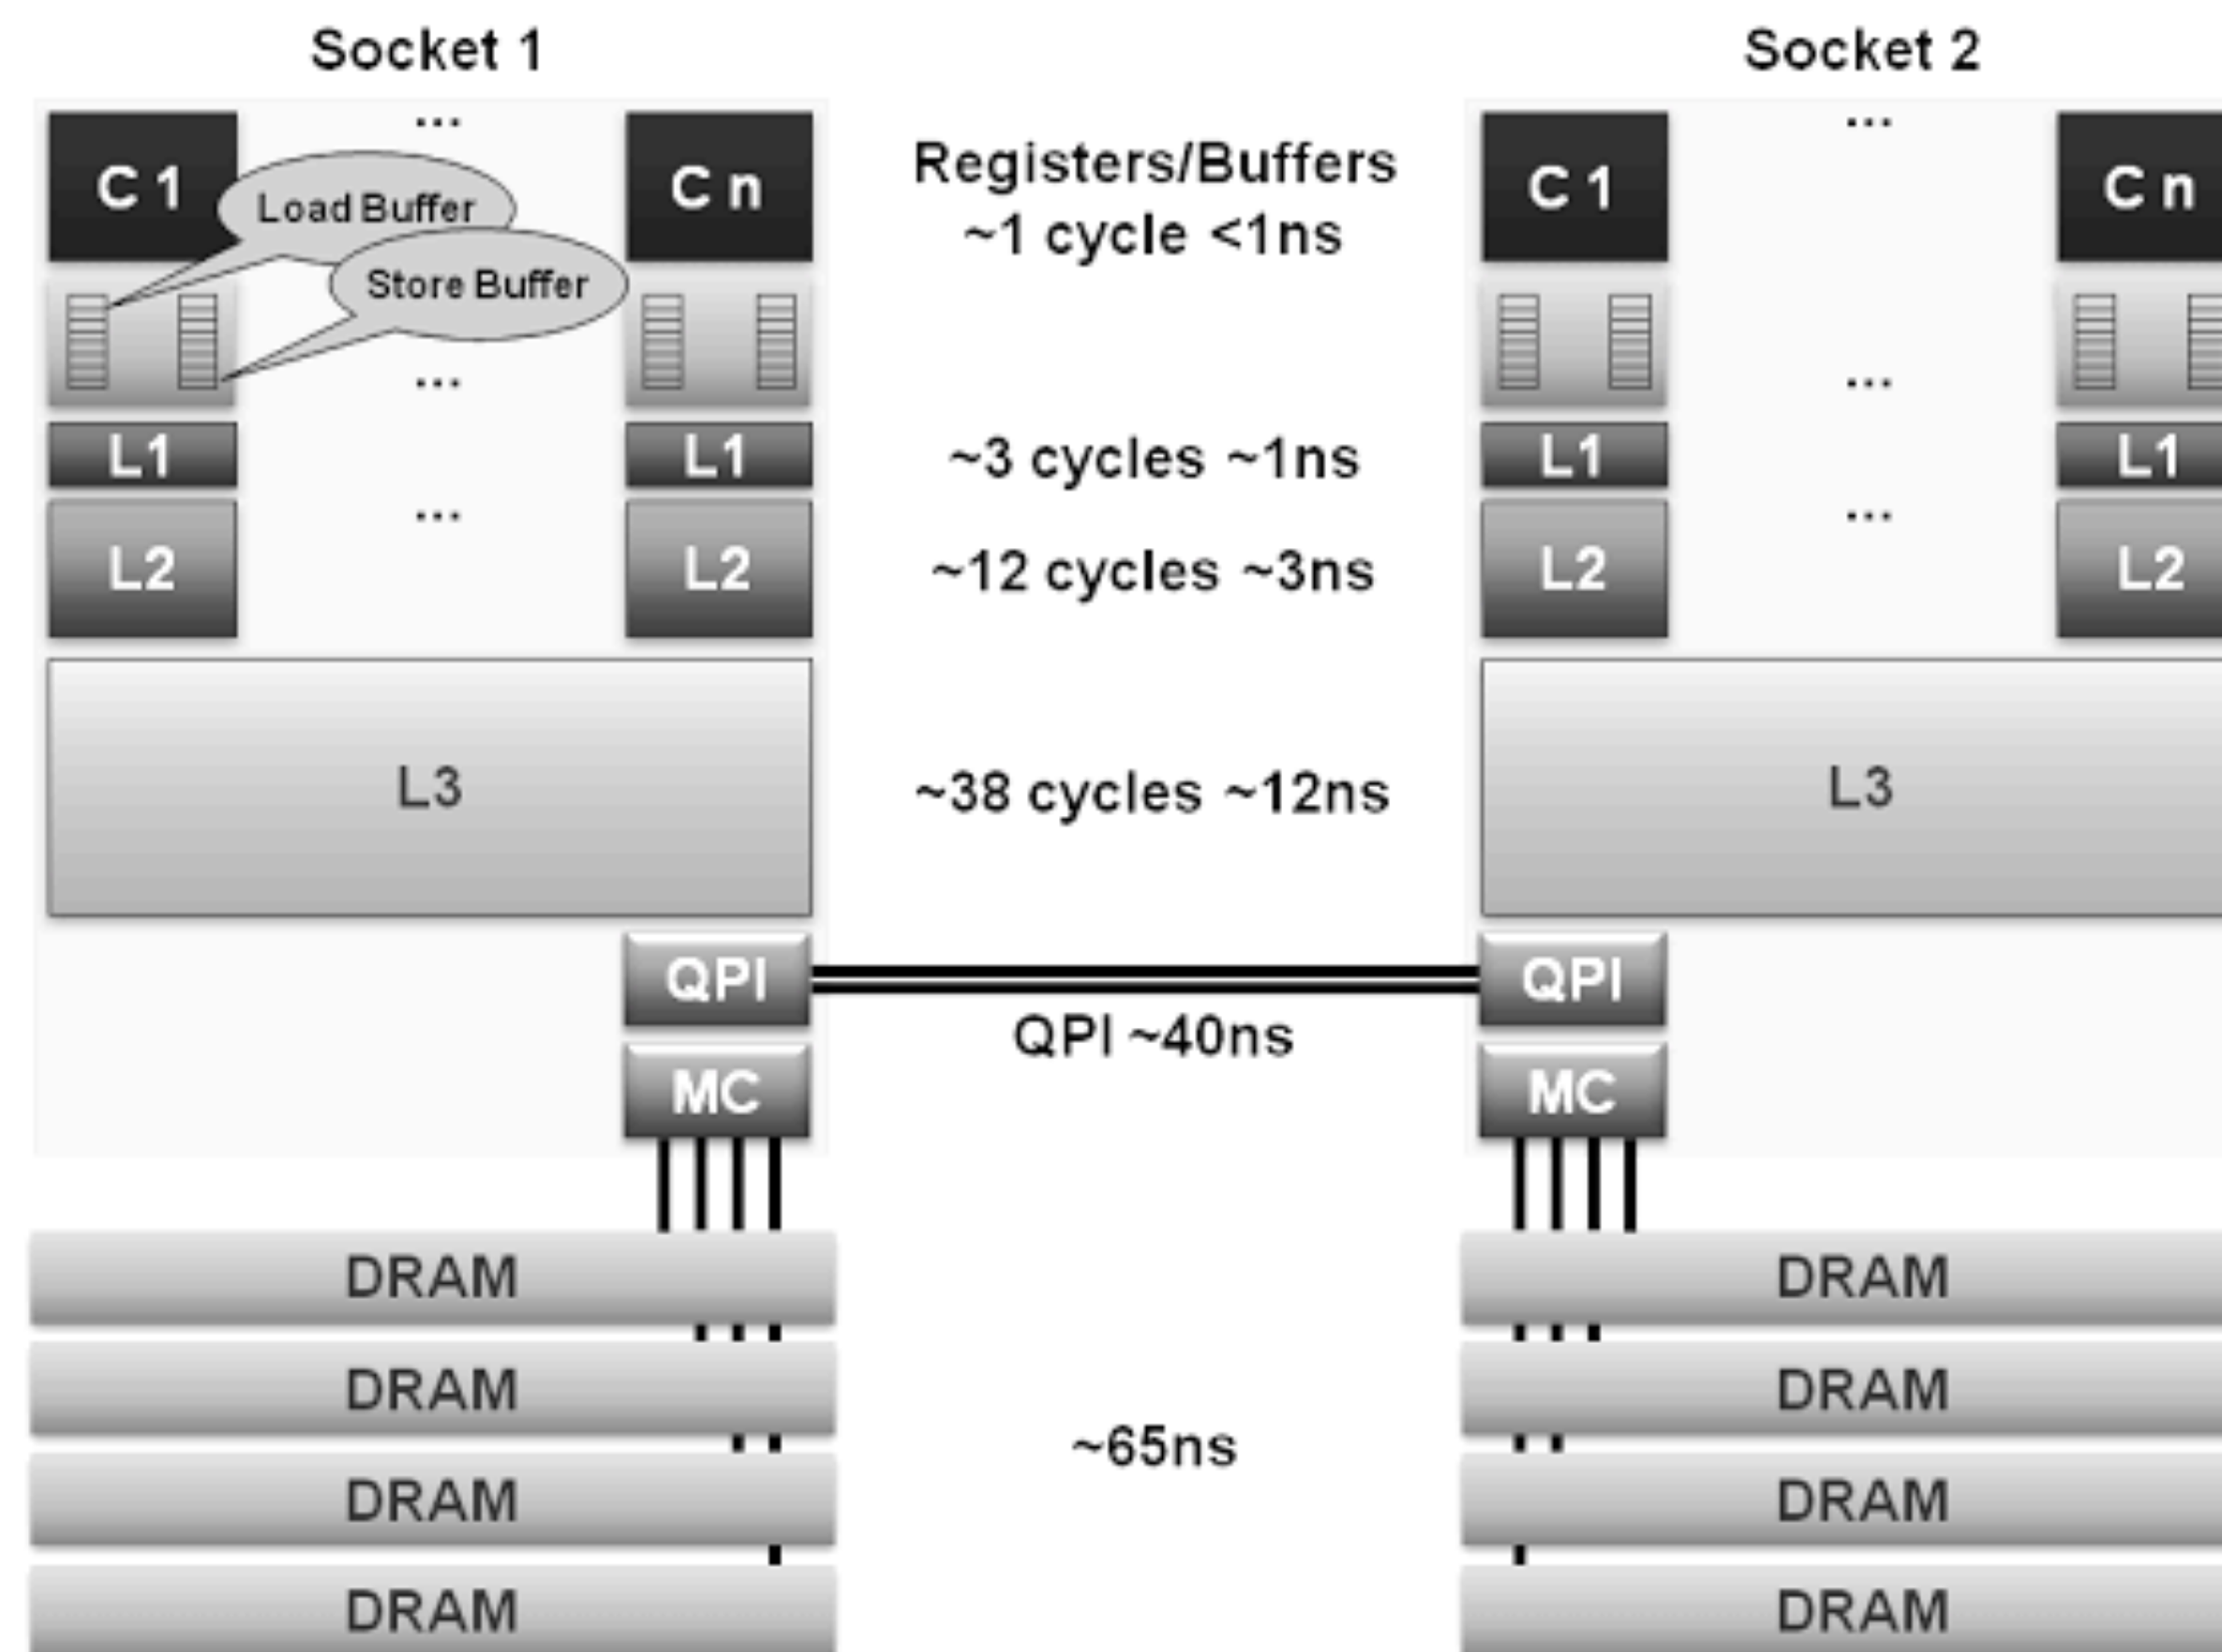 Socket 1
Socket 2
...
...
C 1
C n
C 1
C n
Load Buffer
Store Buffer
Registers/Buffers
~1 cycle <1ns
...
...
L1
L1
~3 cycles ~1ns
L1
L1
...
...
L2
L2
~12 cycles ~3ns
L2
L2
L3
~38 cycles ~12ns
L3
QPI
QPI
QPI ~40ns
MC
MC
DRAM
DRAM
DRAM
DRAM
~65ns
DRAM
DRAM
DRAM
DRAM